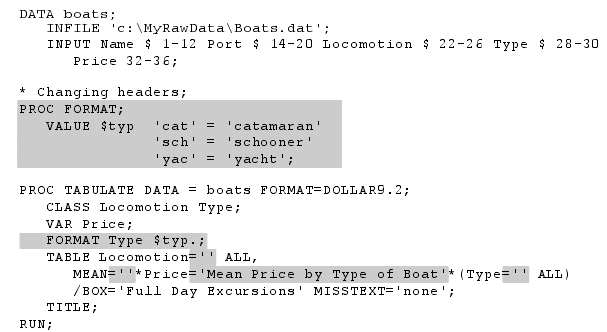 DATA boats;
INFILE 'c:\MyRawData\Boats.dat';
INPUT Name $ 1-12 Port $ 14-20 Locomotion $ 22-26 Type $ 28-30
Price 32-36;
* Changing headers;
PROC FORMAT;
VALUE $typ 'cat' = 'catamaran'
'sch' = 'schooner'
'yac' = 'yacht';
PROC TABULATE DATA = boats FORMAT=DOLLAR9.2;
CLASS Locomotion Type;
VAR Price;
FORMAT Type $typ.;
TABLE Locomotion='' ALL,
MEAN=''*Price='Mean Price by Type of Boat'*(Type='' ALL)
/BOX='Full Day Excursions' MISSTEXT='none';
TITLE;
RUN;